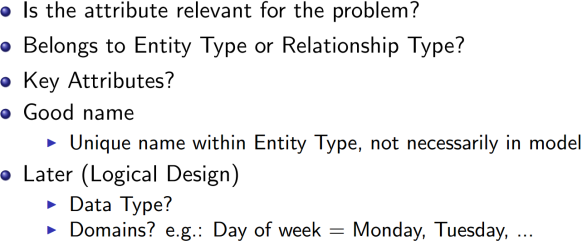 Is the attribute relevant for the problem?
Belongs to Entity Type or Relationship Type?
Key Attributes?
Good name
Unique name within Entity Type, not necessarily in model
Later (Logical Design)
Data Type?
Domains? e.g.: Day of week = Monday, Tuesday, ...